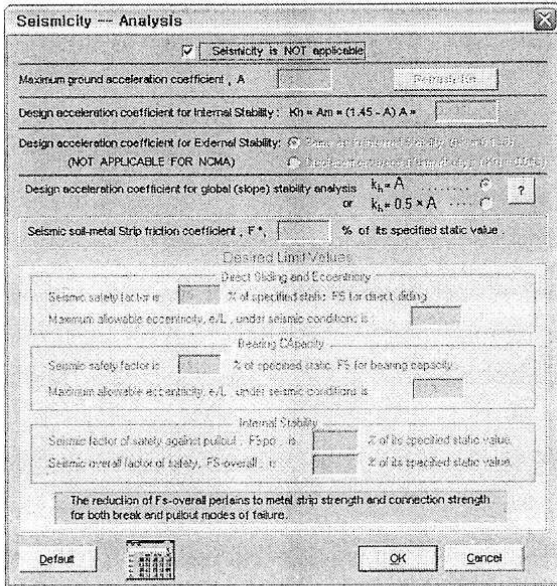 Seismicity -- Analysis
Seismicity is NOT applicable
Maximum ground acceleration coefficient , A
Design acceleration coefficient for Internal Stability: Kh = Am = (1.45 - A) A =
Design acceleration coefficient for External Stability:
(NOT APPLICABLE FOR NCMA)
Design acceleration coefficient for global (slope) stability analysis kₕ= A ........
or kₕ= 0.5 × A ....
?
Seismic soil-metal Strip friction coefficient , F*, % of its specified static value .
Desired Limit Values
Direct Sliding and Eccentricity
Seismic safety factor is : % of specified static FS for direct sliding
Maximum allowable eccentricity, e/L , under seismic conditions is :
Bearing CApacity
Seismic safety factor is : % of specified static FS for bearing capacity .
Maximum allowable eccentricity, e/L , under seismic conditions is
Internal Stability
Seismic factor of safety against pullout , FSpo , is % of its specified static value.
Seismic overall factor of safety, FS-overall , is % of its specified static value.
The reduction of Fs-overall pertains to metal strip strength and connection strength
for both break and pullout modes of failure.
Default OK Cancel